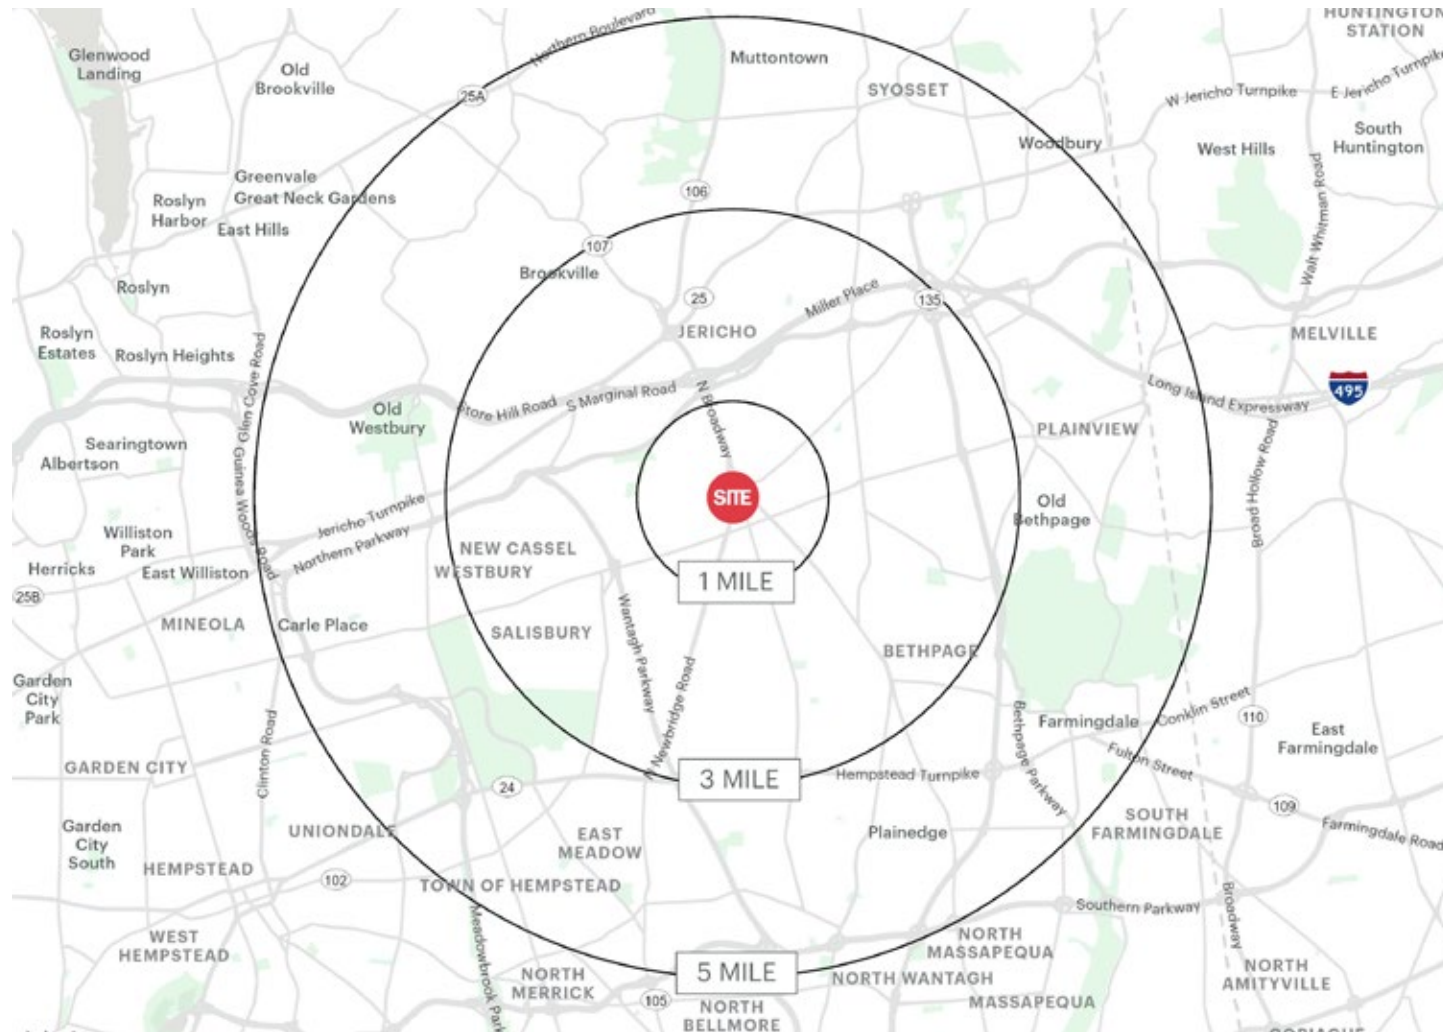 HUNTINGTON
STATION
Northern Boulevard
Glenwood
Landing
Old
Brookville
Muttontown
SYOSSET
25A
W Jericho Turnpike
E Jericho Turnpike
South
Huntington
Woodbury
West Hills
Greenvale
Great Neck Gardens
Roslyn
Harbor
East Hills
106
Walt Whitman Road
107
Brookville
Roslyn
25
Miller Place
135
JERICHO
MELVILLE
Roslyn
Estates
Roslyn Heights
Glen Cove Road
Long Island Expressway
495
Store Hill Road
S Marginal Road
N Broadway
Old
Westbury
PLAINVIEW
Searingtown
Albertson
Guinea Woods Road
Broad Hollow Road
SITE
Old
Bethpage
Jericho Turnpike
Northern Parkway
Williston
Park
Herricks
East Williston
NEW CASSEL
WESTBURY
1 MILE
25B
MINEOLA
Carle Place
SALISBURY
Wantagh Parkway
N Newbridge Road
BETHPAGE
Garden
City
Park
Bethpage Parkway
Farmingdale
Conklin Street
110
East
Farmingdale
Fulton Street
GARDEN CITY
Clinton Road
24
3 MILE
Hempstead Turnpike
109
Farmingdale Road
Garden
City
South
UNIONDALE
EAST
MEADOW
Plainedge
SOUTH
FARMINGDALE
HEMPSTEAD
102
TOWN OF HEMPSTEAD
Southern Parkway
Broadway
WEST
HEMPSTEAD
Meadowbrook Park
NORTH
MASSAPEQUA
5 MILE
NORTH WANTAGH
NORTH
MERRICK
105
NORTH
BELLMORE
MASSAPEQUA
NORTH
AMITYVILLE